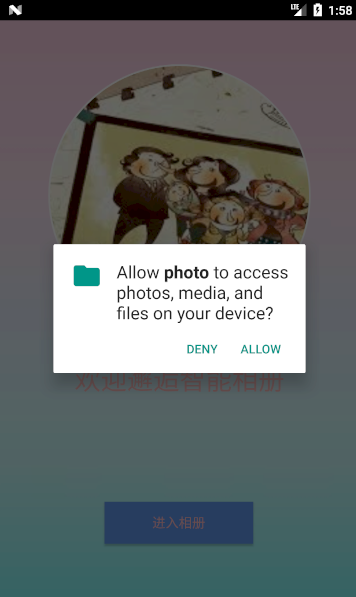 LTE 1:58
Allow photo to access
photos, media, and
files on your device?
DENY ALLOW
欢迎邂逅智能相册
进入相册